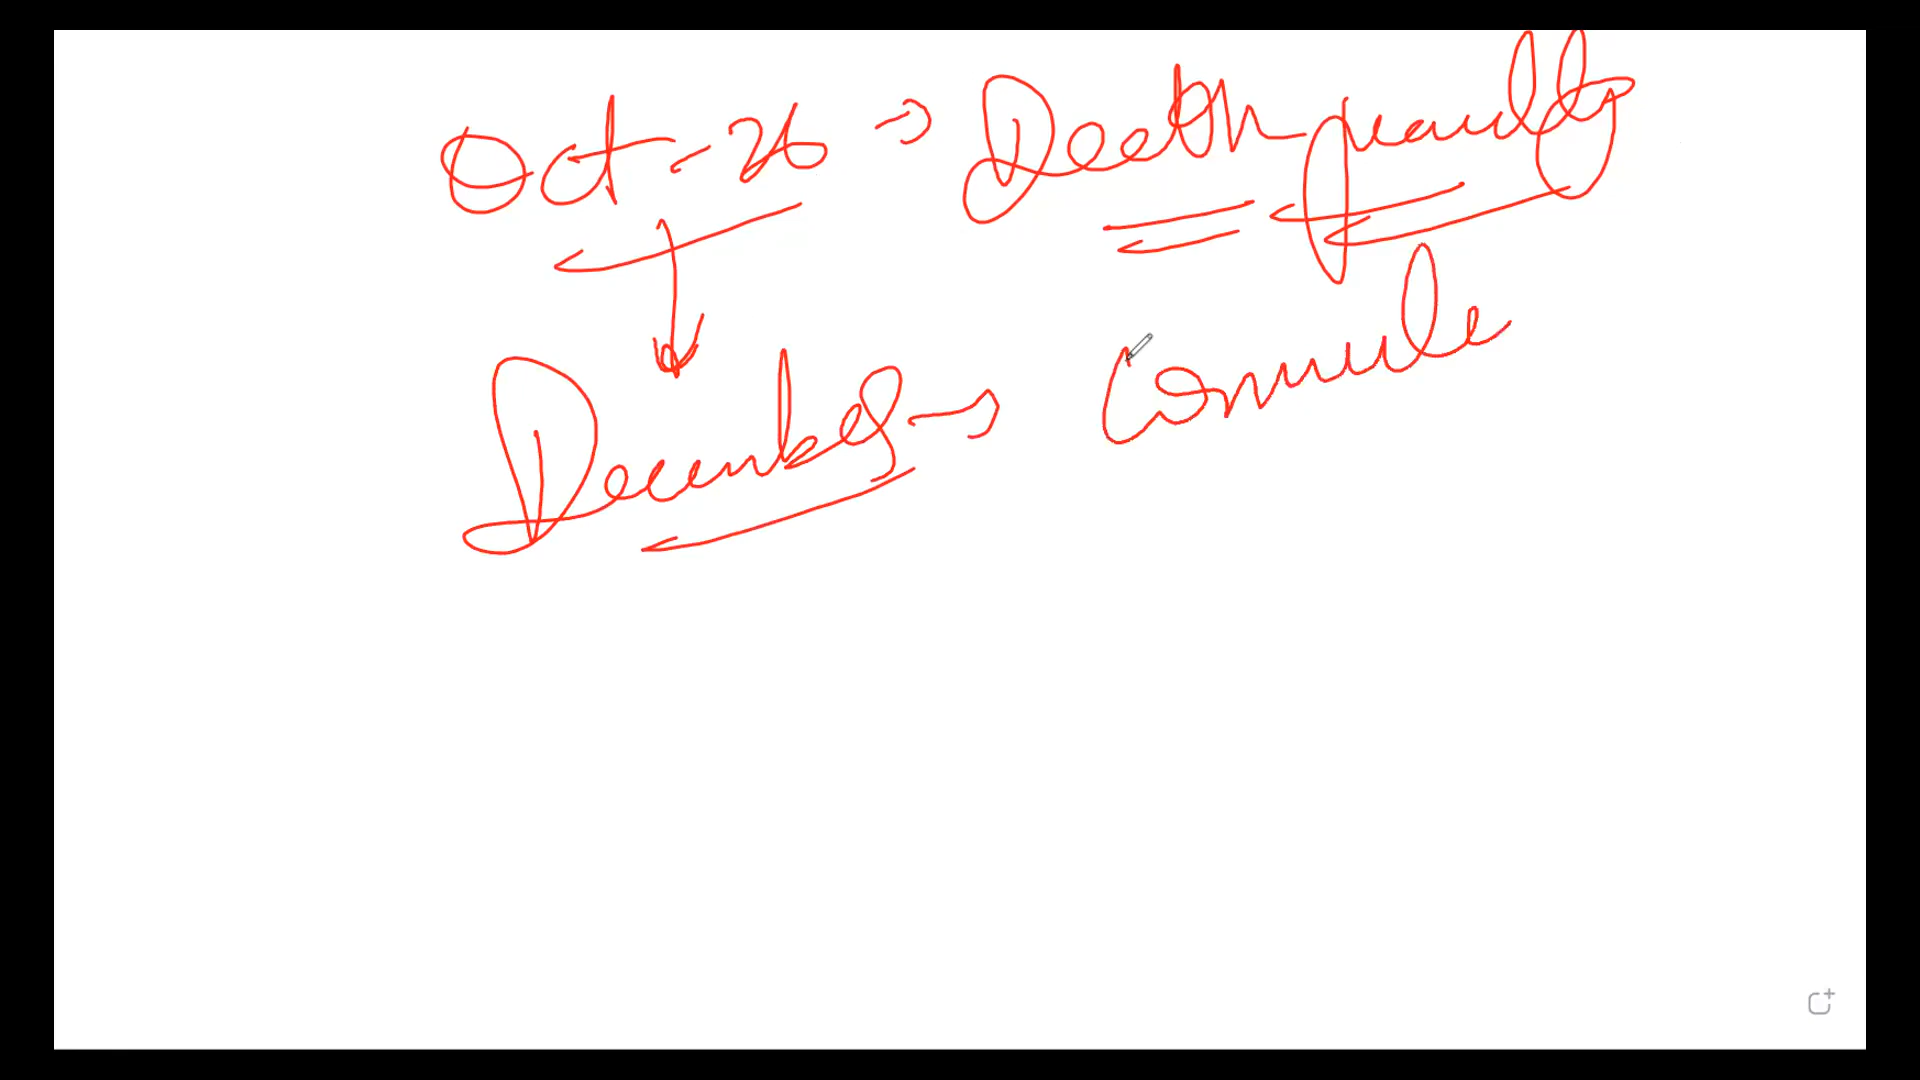 Oct - 26 → Death penalty
December → Commute